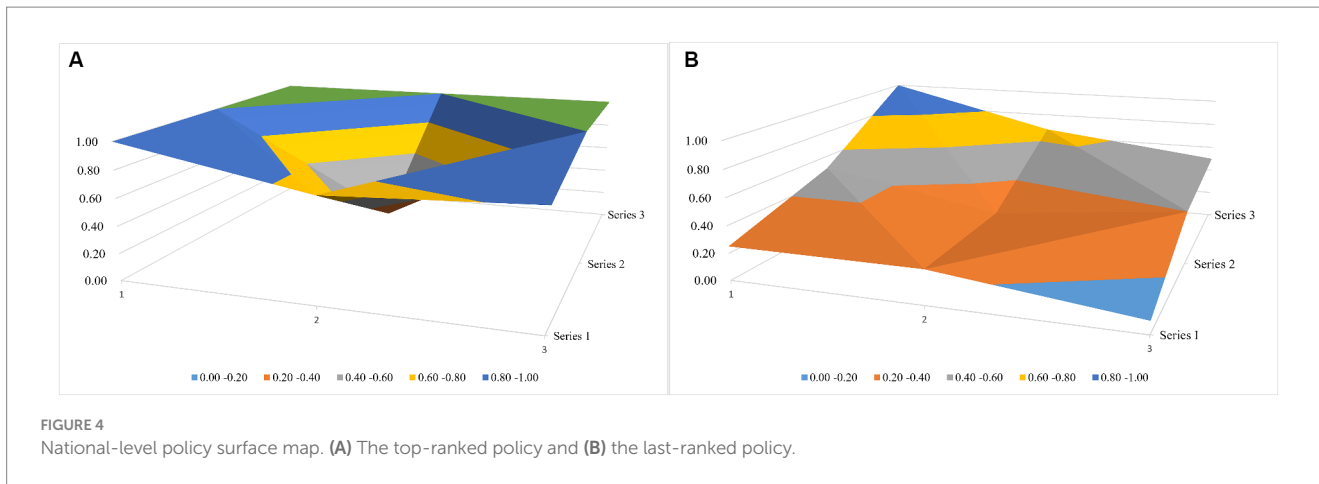 A
1.00
0.80
0.60
0.40
0.20
0.00
1
2
3
Series 1
Series 2
Series 3
0.00 -0.20 0.20 -0.40 0.40 -0.60 0.60 -0.80 0.80 -1.00
B
1.00
0.80
0.60
0.40
0.20
0.00
1
2
3
Series 1
Series 2
Series 3
0.00 -0.20 0.20 -0.40 0.40 -0.60 0.60 -0.80 0.80 -1.00
FIGURE 4
National-level policy surface map. (A) The top-ranked policy and (B) the last-ranked policy.